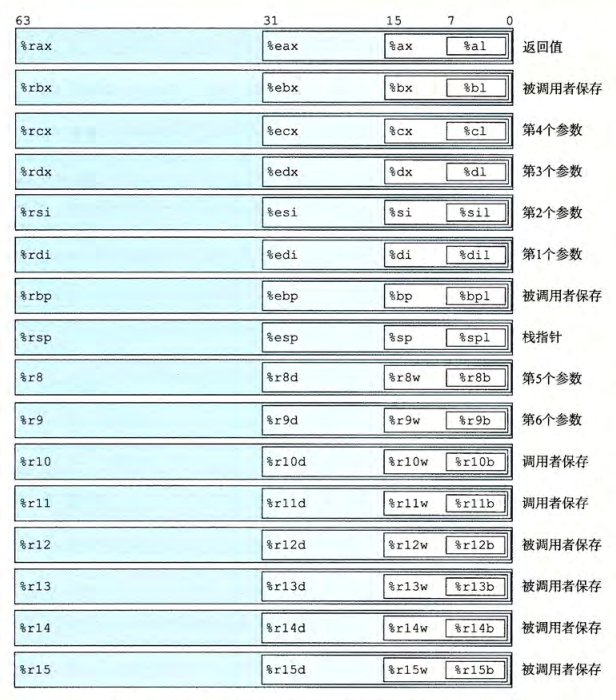 63 31 15 7 0
%rax %eax %ax %al 返回值
%rbx %ebx %bx %bl 被调用者保存
%rcx %ecx %cx %cl 第4个参数
%rdx %edx %dx %dl 第3个参数
%rsi %esi %si %sil 第2个参数
%rdi %edi %di %dil 第1个参数
%rbp %ebp %bp %bpl 被调用者保存
%rsp %esp %sp %spl 栈指针
%r8 %r8d %r8w %r8b 第5个参数
%r9 %r9d %r9w %r9b 第6个参数
%r10 %r10d %r10w %r10b 调用者保存
%r11 %r11d %r11w %r11b 调用者保存
%r12 %r12d %r12w %r12b 被调用者保存
%r13 %r13d %r13w %r13b 被调用者保存
%r14 %r14d %r14w %r14b 被调用者保存
%r15 %r15d %r15w %r15b 被调用者保存